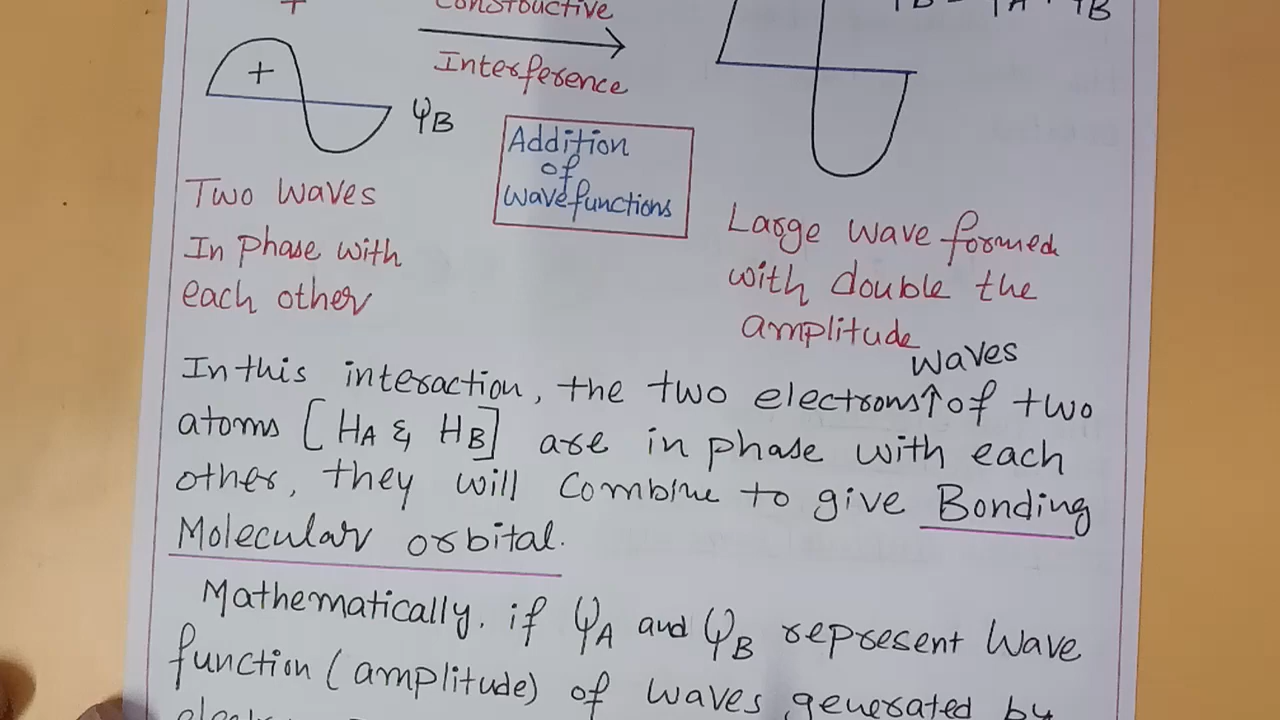 +
Constructive
ΨB = ΨA + ΨB
Interference
+
ΨB
Addition
of
wavefunctions
Two waves
In phase with
each other
Large wave formed
with double the
amplitude
waves
In this interaction, the two electrons↑of two
atoms [HA & HB] are in phase with each
other, they will combine to give Bonding
Molecular orbital.
Mathematically. if ΨA and ΨB represent wave
function (amplitude) of waves generated by